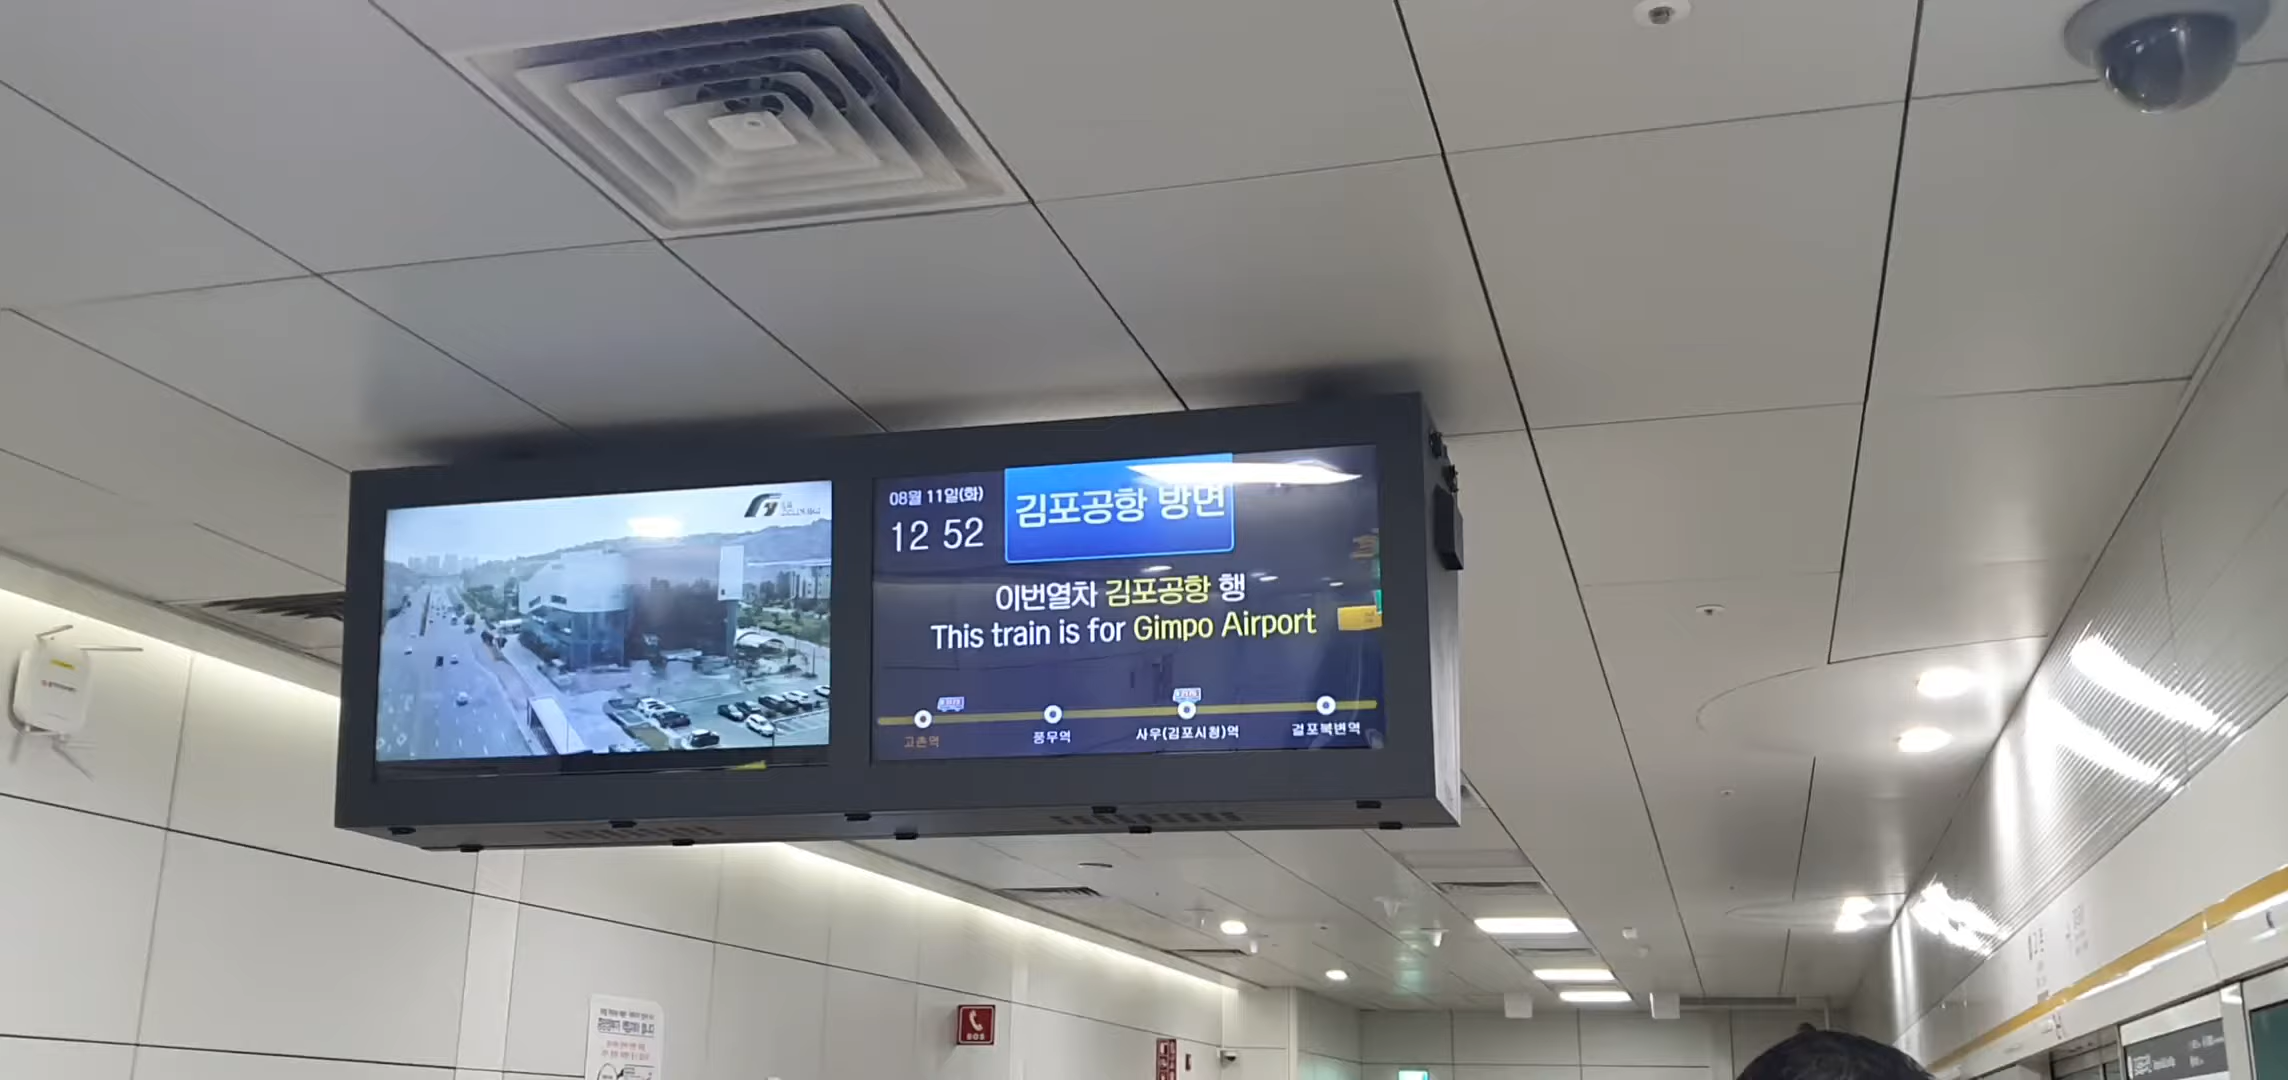 08월 11일(화)
12 52
김포공항 방면
이번열차 김포공항 행
This train is for Gimpo Airport
고촌역
풍무역
사우(김포시청)역
걸포북변역
SOS